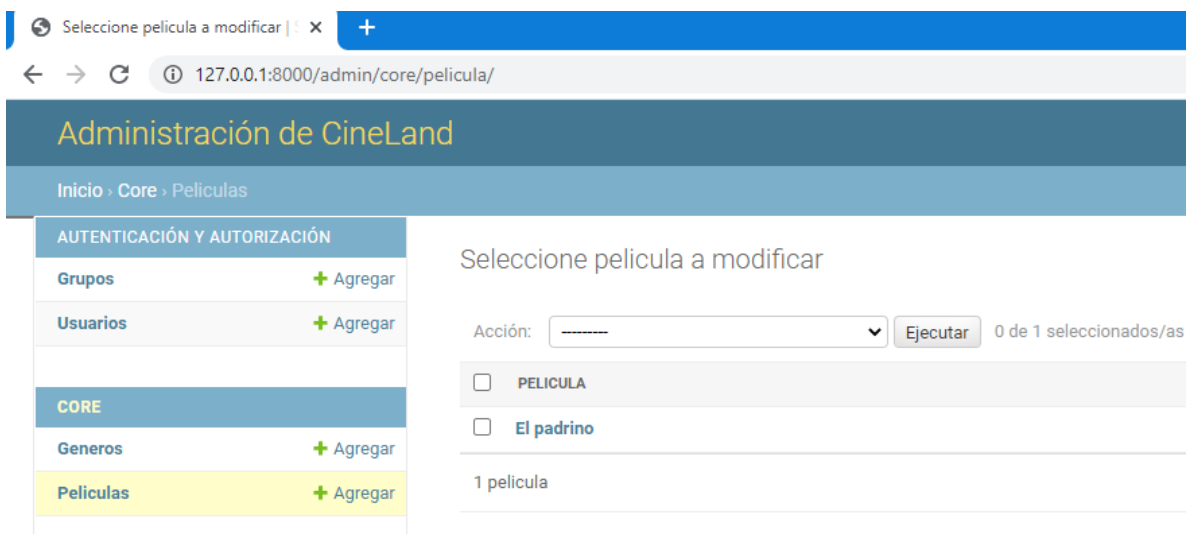 Seleccione pelicula a modificar |
127.0.0.1:8000/admin/core/pelicula/
Administración de CineLand
Inicio › Core › Peliculas
AUTENTICACIÓN Y AUTORIZACIÓN
Grupos + Agregar
Usuarios + Agregar
CORE
Generos + Agregar
Peliculas + Agregar
Seleccione pelicula a modificar
Acción: --------- Ejecutar 0 de 1 seleccionados/as
PELICULA
El padrino
1 pelicula